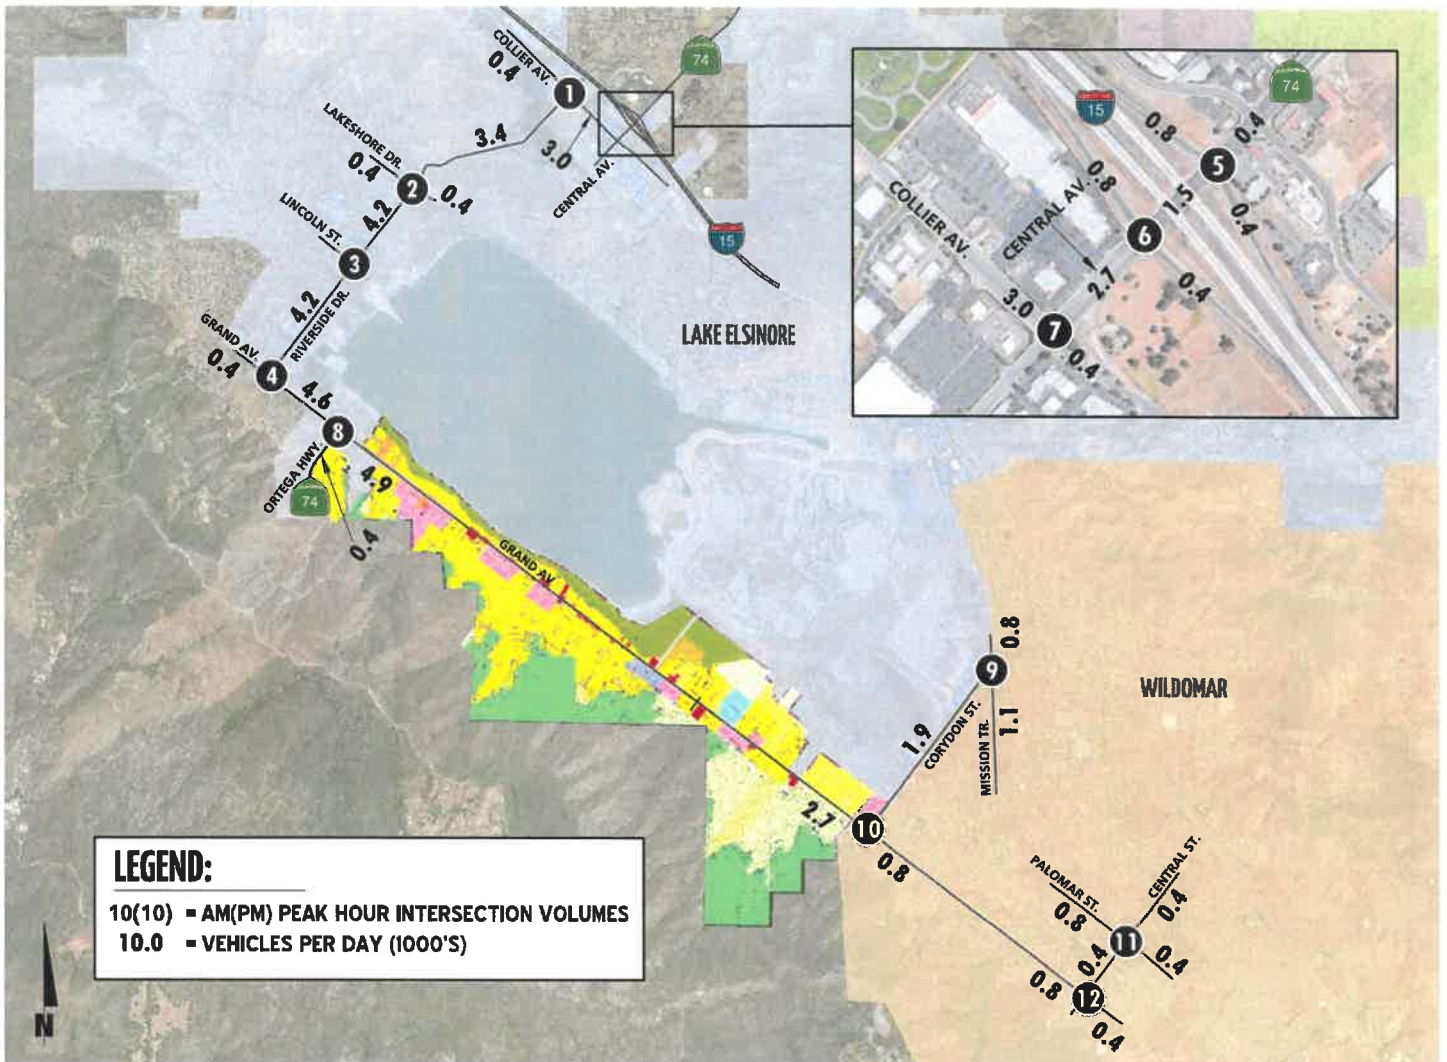 COLLIER AV.
0.4
1
74
LAKESHORE DR.
0.4
3.4
3.0
2
0.4
CENTRAL AV.
LINCOLN ST.
4.2
15
3
4.2
RIVERSIDE DR.
GRAND AV.
0.4
4
4.6
8
ORTEGA HWY.
74
0.4
4.9
GRAND AV.
LAKE ELSINORE
74
15
0.8
0.4
5
0.8
1.5
0.4
COLLIER AV.
CENTRAL AV.
6
2.7
0.4
3.0
7
0.4
0.8
9
1.9
CORYDON ST.
MISSION TR.
1.1
WILDOMAR
2.7
10
0.8
PALOMAR ST.
0.8
CENTRAL ST.
0.4
11
0.4
0.4
0.8
12
0.4
LEGEND:
10(10) = AM(PM) PEAK HOUR INTERSECTION VOLUMES
10.0 = VEHICLES PER DAY (1000'S)
N